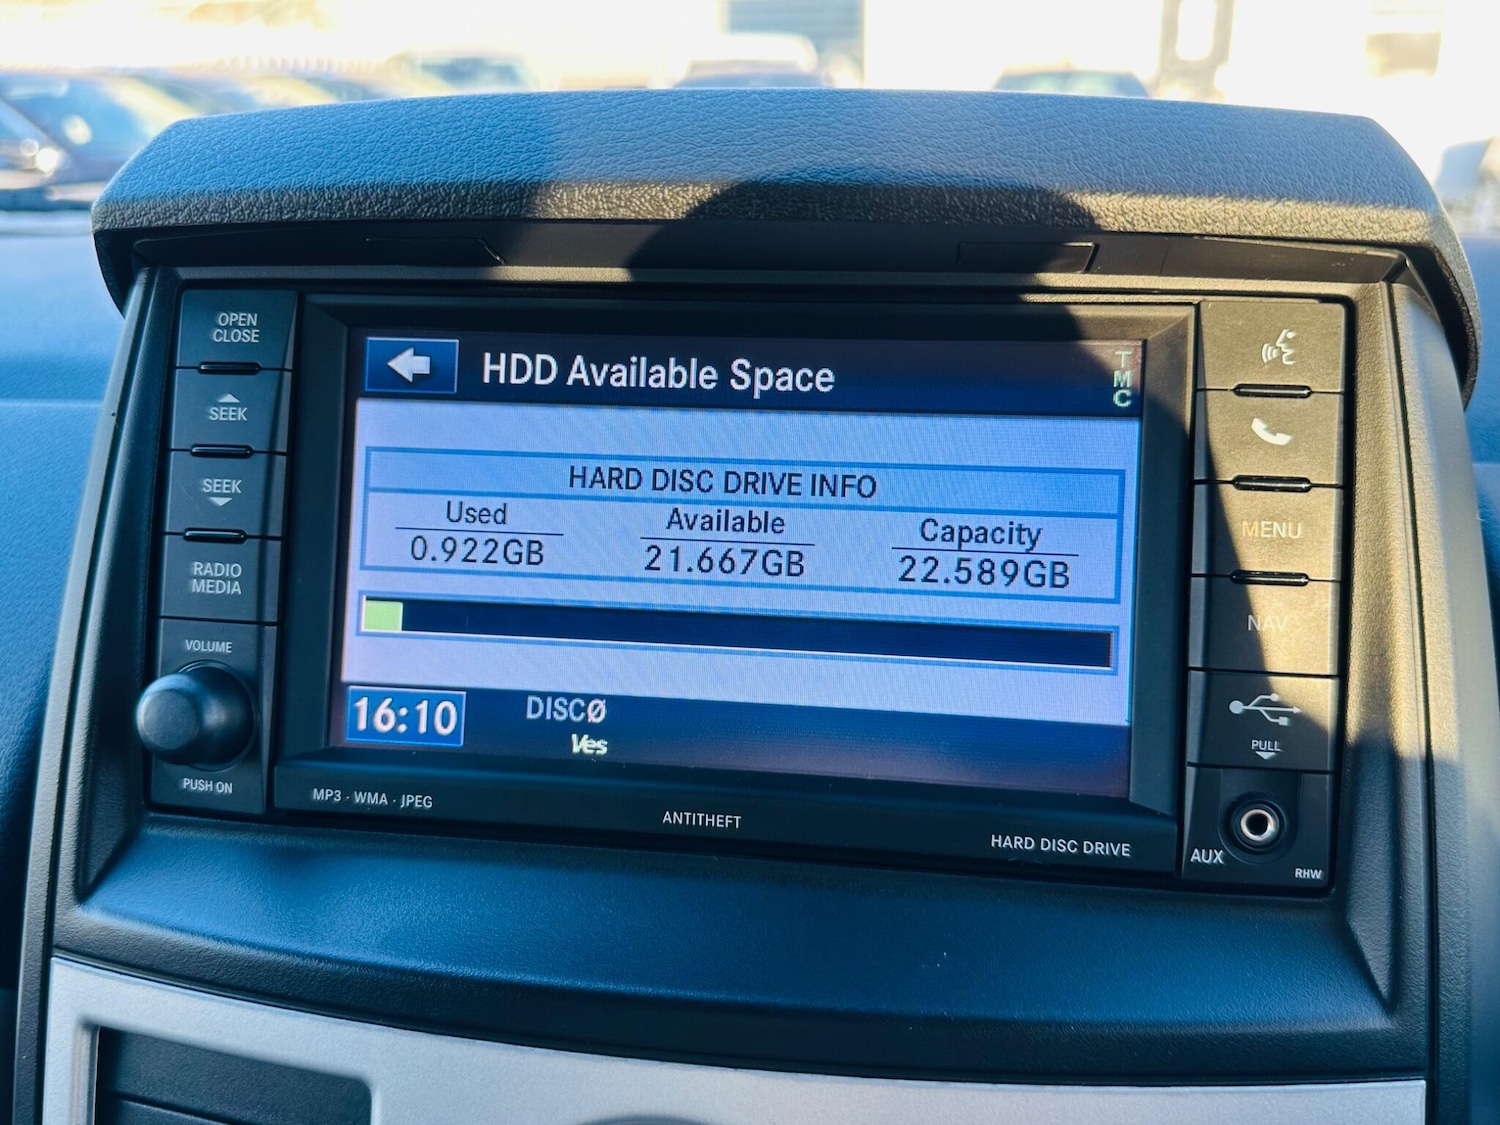 OPEN
CLOSE
SEEK
SEEK
RADIO
MEDIA
VOLUME
PUSH ON
HDD Available Space
T
M
C
HARD DISC DRIVE INFO
Used Available Capacity
0.922GB 21.667GB 22.589GB
16:10 DISCØ
Ves
MP3 · WMA · JPEG
ANTITHEFT
HARD DISC DRIVE
MENU
NAV
PULL
AUX
RHW